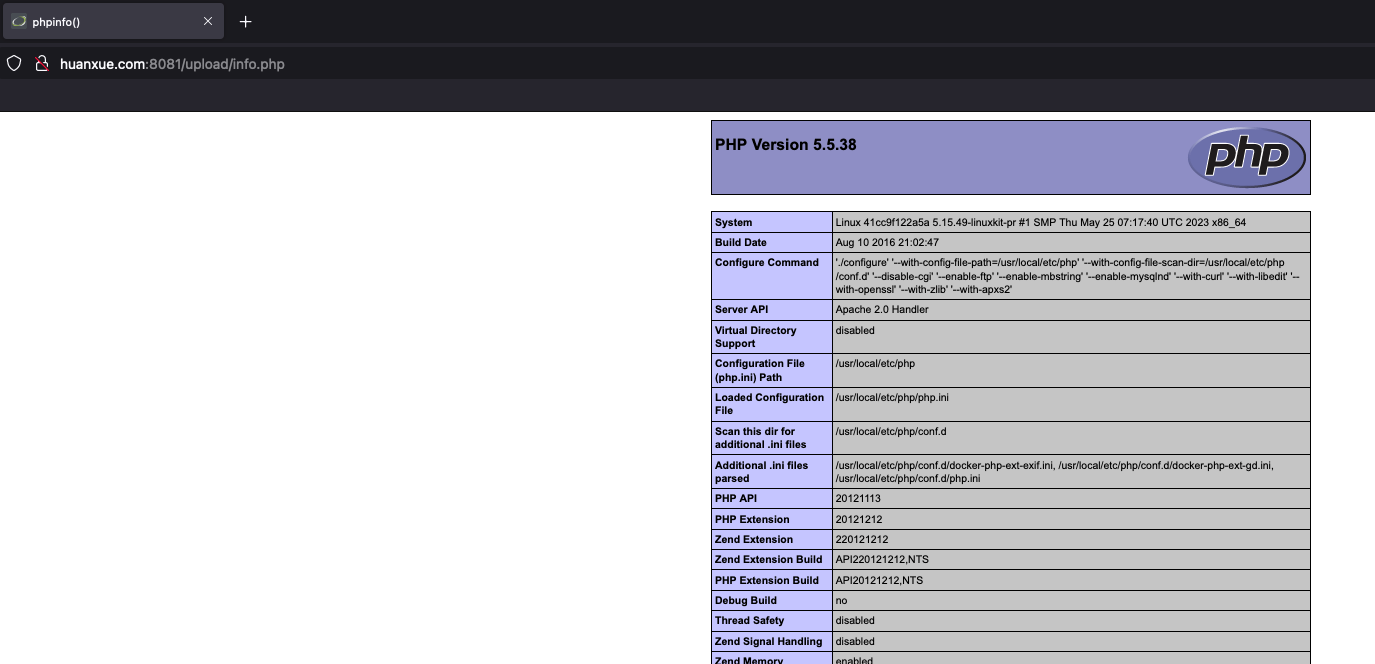 phpinfo()
huanxue.com:8081/upload/info.php
PHP Version 5.5.38
php
System
Linux 41cc9f122a5a 5.15.49-linuxkit-pr #1 SMP Thu May 25 07:17:40 UTC 2023 x86_64
Build Date
Aug 10 2016 21:02:47
Configure Command
'./configure' '--with-config-file-path=/usr/local/etc/php' '--with-config-file-scan-dir=/usr/local/etc/php
/conf.d' '--disable-cgi' '--enable-ftp' '--enable-mbstring' '--enable-mysqlnd' '--with-curl' '--with-libedit' '--
with-openssl' '--with-zlib' '--with-apxs2'
Server API
Apache 2.0 Handler
Virtual Directory
Support
disabled
Configuration File
(php.ini) Path
/usr/local/etc/php
Loaded Configuration
File
/usr/local/etc/php/php.ini
Scan this dir for
additional .ini files
/usr/local/etc/php/conf.d
Additional .ini files
parsed
/usr/local/etc/php/conf.d/docker-php-ext-exif.ini, /usr/local/etc/php/conf.d/docker-php-ext-gd.ini,
/usr/local/etc/php/conf.d/php.ini
PHP API
20121113
PHP Extension
20121212
Zend Extension
220121212
Zend Extension Build
API220121212,NTS
PHP Extension Build
API20121212,NTS
Debug Build
no
Thread Safety
disabled
Zend Signal Handling
disabled
Zend Memory
enabled